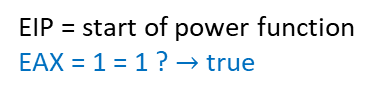 EIP = start of power function
EAX = 1 = 1 ? → true